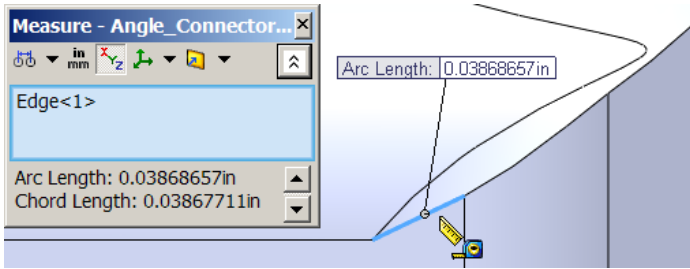 Measure - Angle_Connector...
in
mm
X Y Z
Edge<1>
Arc Length: 0.03868657in
Chord Length: 0.03867711in
Arc Length: 0.03868657in